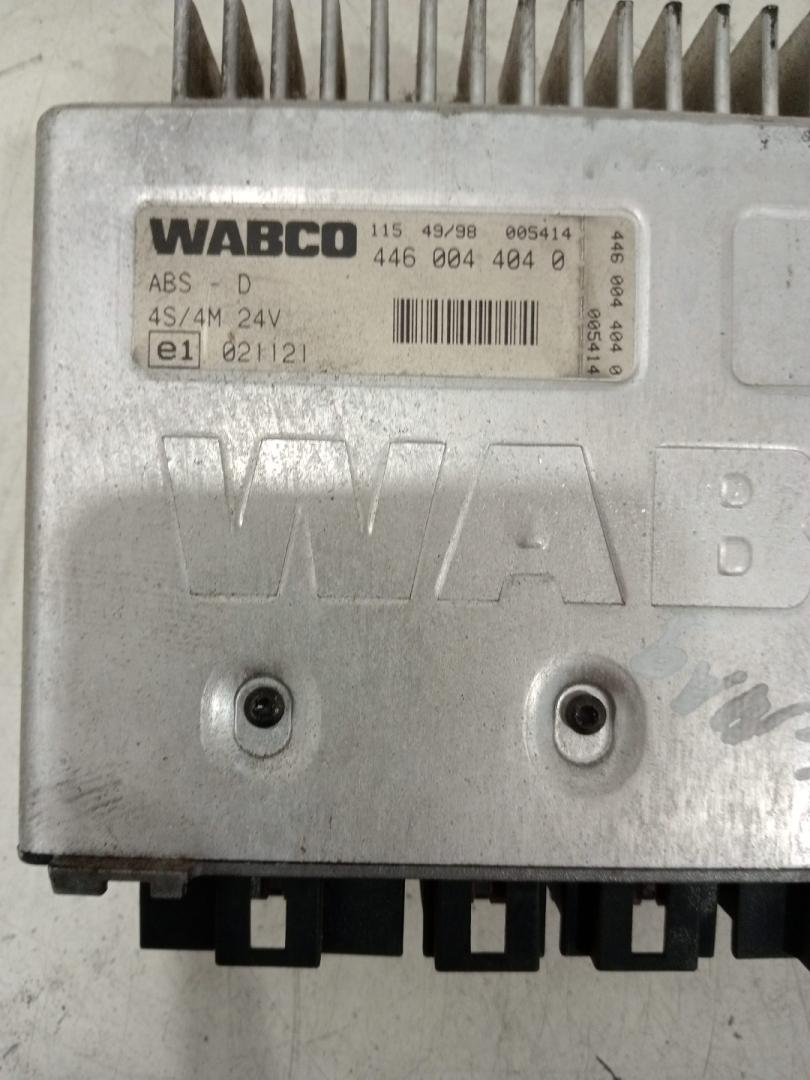 WABCO 115 49/98 005414
446 004 404 0
ABS - D
4S/4M 24V
e1 021121
446 004 404 0
005414
WAB